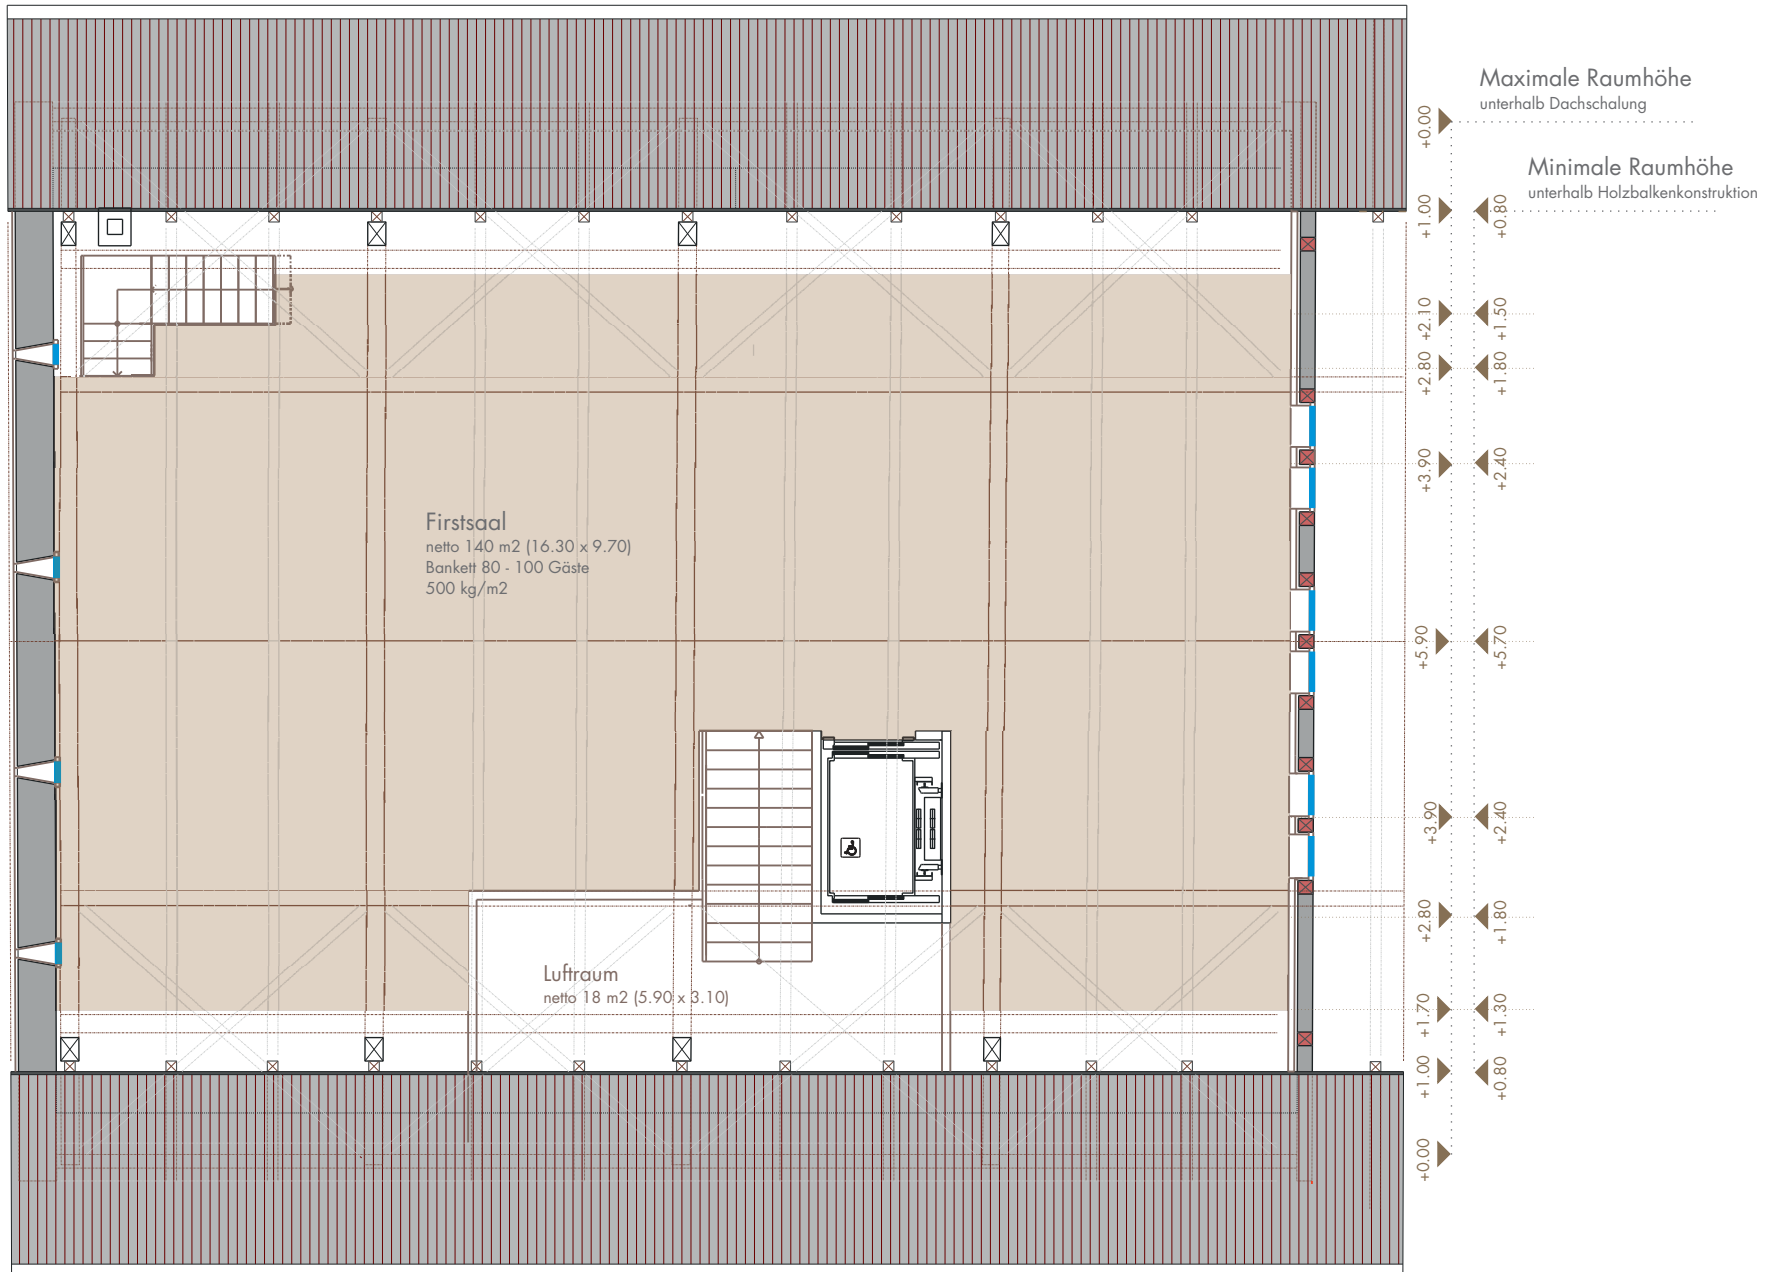 Maximale Raumhöhe
unterhalb Dachschalung
+0.00
Minimale Raumhöhe
unterhalb Holzbalkenkonstruktion
+1.00
+0.80
+2.10
+1.50
+2.80
+1.80
+3.90
+2.40
Firstsaal
netto 140 m2 (16.30 x 9.70)
Bankett 80 - 100 Gäste
500 kg/m2
+5.90
+5.70
+3.90
+2.40
+2.80
+1.80
Luftraum
netto 18 m2 (5.90 x 3.10)
+1.70
+1.30
+1.00
+0.80
+0.00